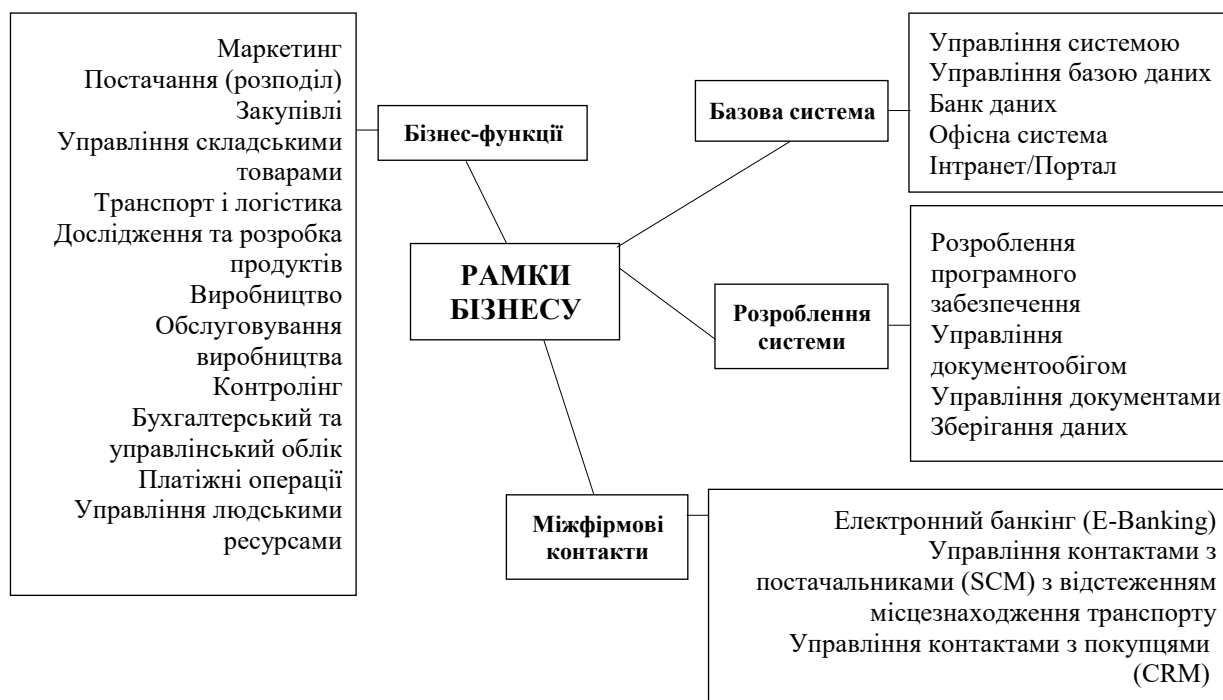 Маркетинг
Постачання (розподіл)
Закупівлі
Управління складськими
товарами
Транспорт і логістика
Дослідження та розробка
продуктів
Виробництво
Обслуговування
виробництва
Контролінг
Бухгалтерський та
управлінський облік
Платіжні операції
Управління людськими
ресурсами
Бізнес-функції
РАМКИ
БІЗНЕСУ
Базова система
Управління системою
Управління базою даних
Банк даних
Офісна система
Інтранет/Портал
Розроблення
системи
Розроблення
програмного
забезпечення
Управління
документообігом
Управління документами
Зберігання даних
Міжфірмові
контакти
Електронний банкінг (E-Banking)
Управління контактами з
постачальниками (SCM) з відстеженням
місцезнаходження транспорту
Управління контактами з покупцями
(CRM)